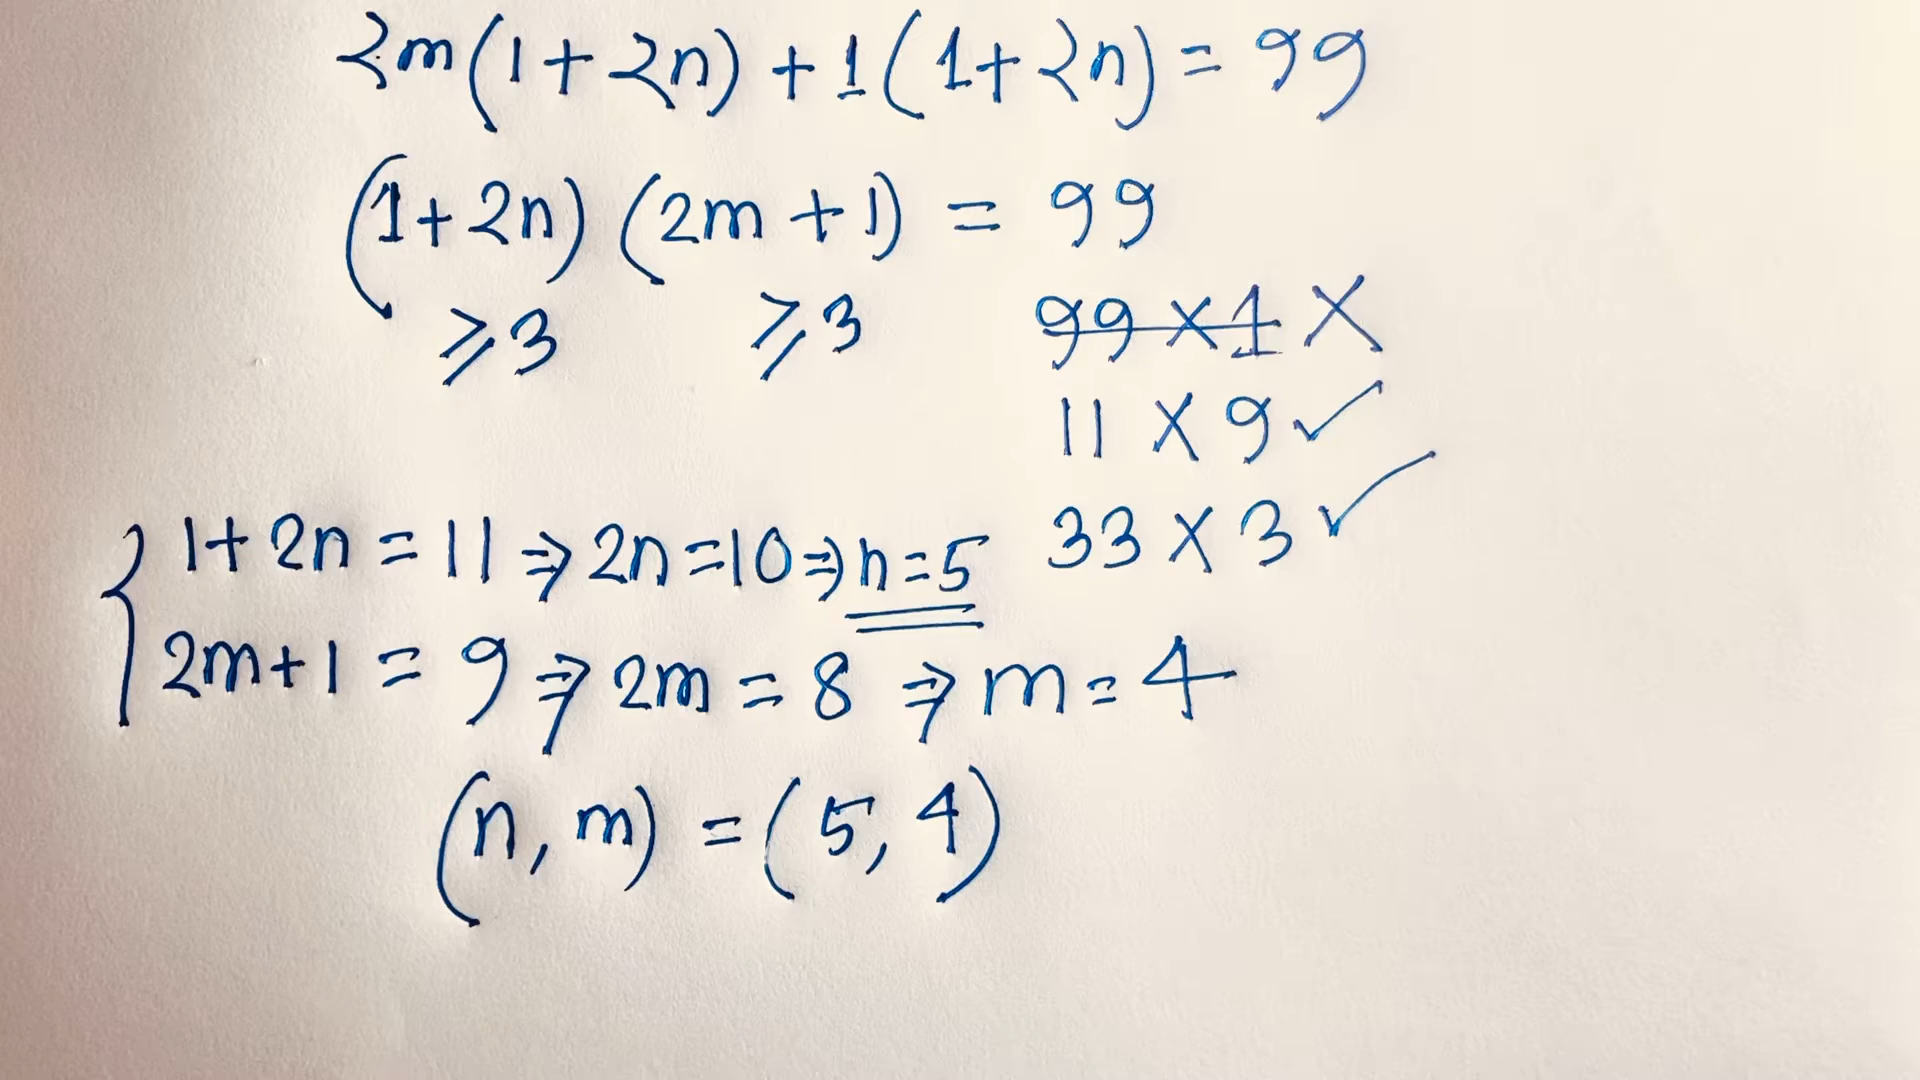 2m(1+2n)+1(1+2n)=99
(1+2n)(2m+1)=99
≥3 ≥3 99×1 ×
11×9 ✓
33×3 ✓
1+2n=11⇒2n=10⇒n=5
2m+1=9⇒2m=8⇒m=4
(n,m)=(5,4)